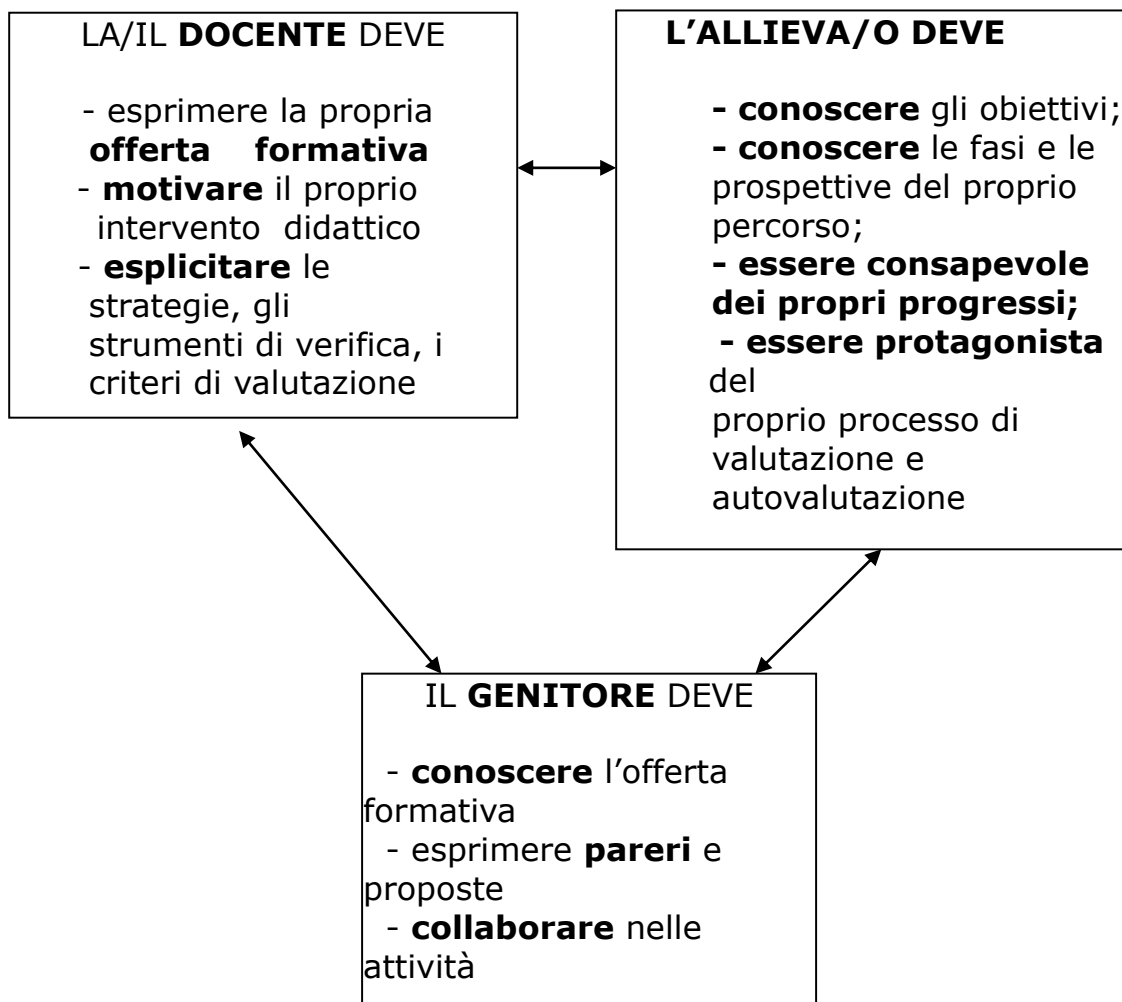 LA/IL DOCENTE DEVE
- esprimere la propria
offerta formativa
- motivare il proprio
intervento didattico
- esplicitare le
strategie, gli
strumenti di verifica, i
criteri di valutazione
L'ALLIEVA/O DEVE
- conoscere gli obiettivi;
- conoscere le fasi e le
prospettive del proprio
percorso;
- essere consapevole
dei propri progressi;
- essere protagonista
del
proprio processo di
valutazione e
autovalutazione
IL GENITORE DEVE
- conoscere l'offerta
formativa
- esprimere pareri e
proposte
- collaborare nelle
attività